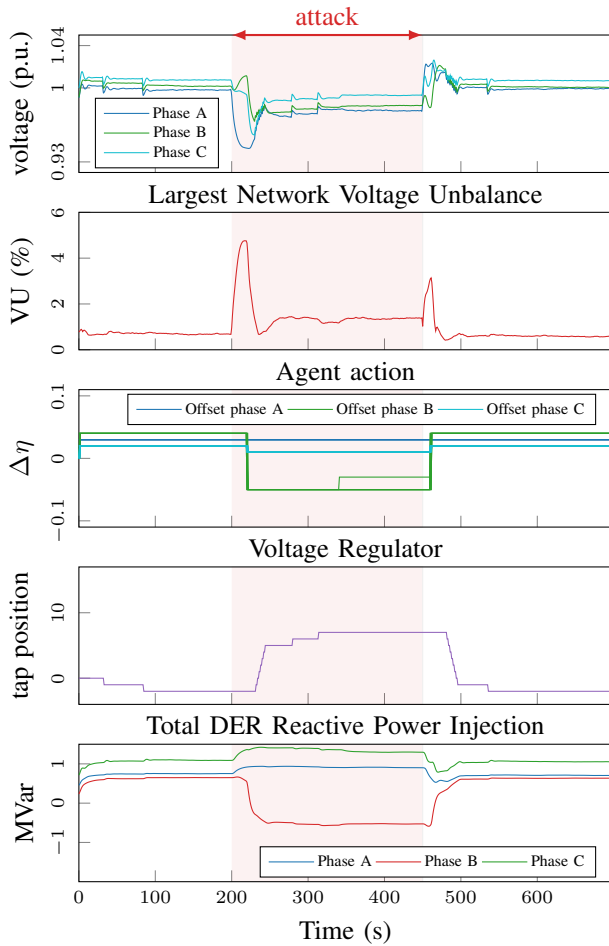 attack
1.04
1
0.93
voltage (p.u.)
Phase A
Phase B
Phase C
Largest Network Voltage Unbalance
6
4
2
0
VU (%)
Agent action
0.1
0
−0.1
Δη
Offset phase A
Offset phase B
Offset phase C
Voltage Regulator
10
0
tap position
Total DER Reactive Power Injection
1
0
−1
MVar
Phase A
Phase B
Phase C
0
100
200
300
400
500
600
Time (s)